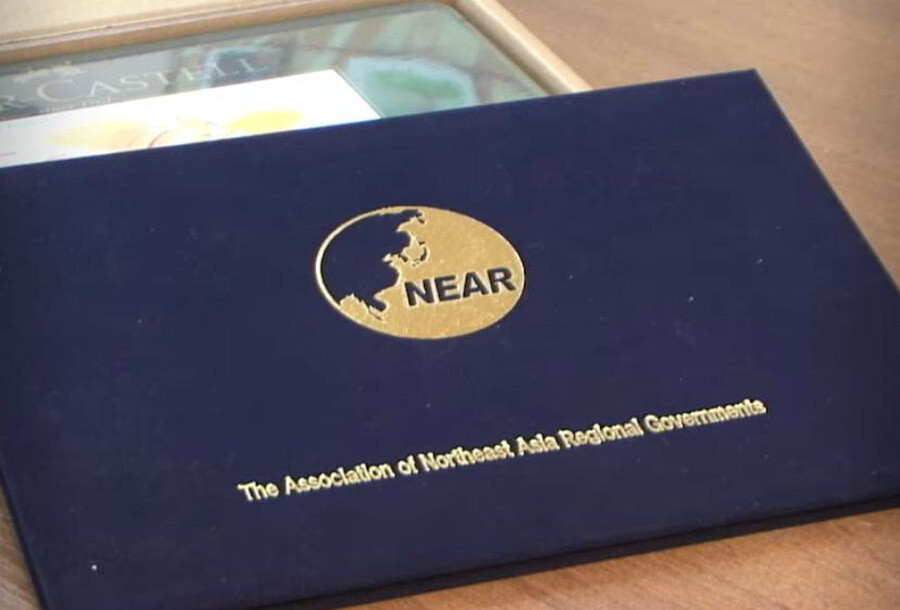 CASTELL
NEAR
The Association of Northeast Asia Regional Governments